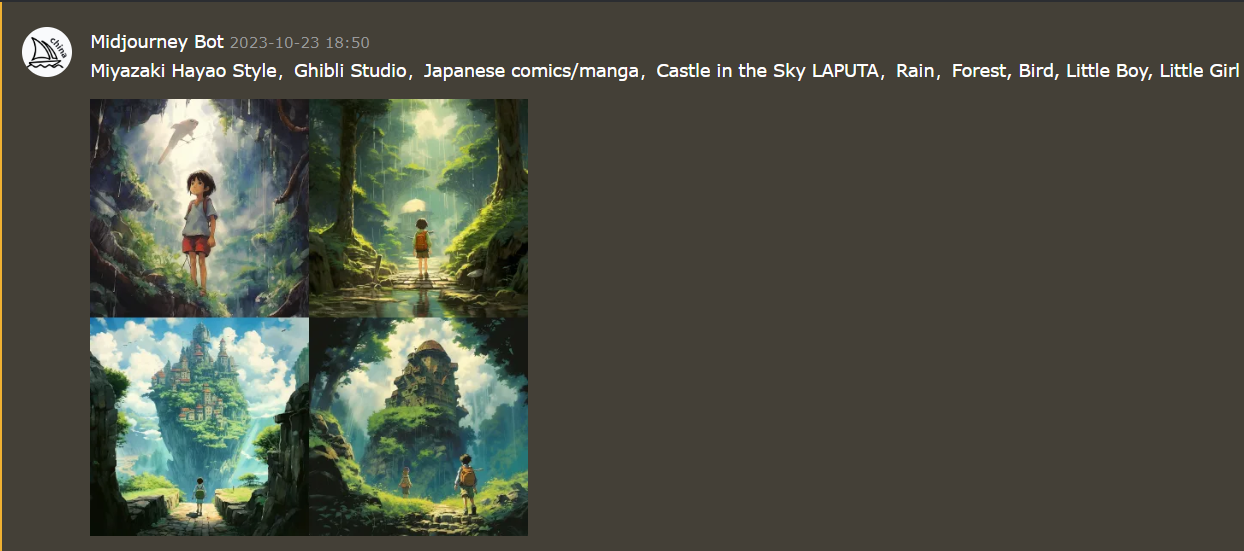 china
Midjourney Bot 2023-10-23 18:50
Miyazaki Hayao Style，Ghibli Studio，Japanese comics/manga，Castle in the Sky LAPUTA，Rain，Forest, Bird, Little Boy, Little Girl